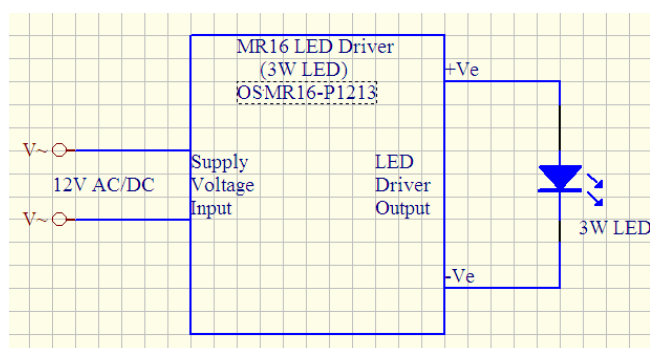 MR16 LED Driver
(3W LED)
OSMR16-P1213
+Ve
V~
Supply
Voltage
Input
LED
Driver
Output
12V AC/DC
V~
3W LED
-Ve